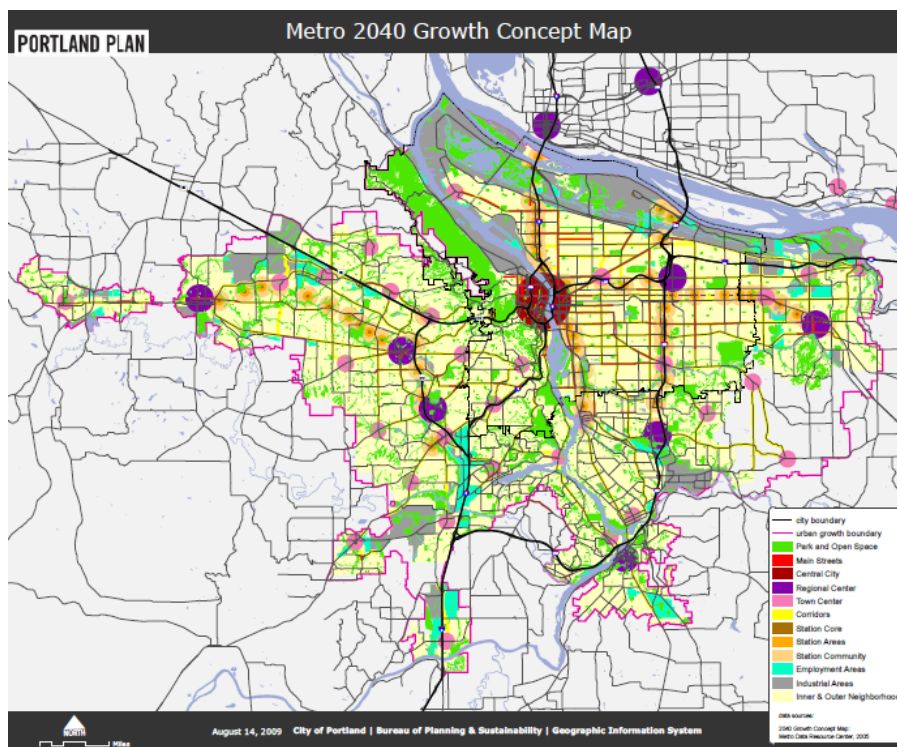 Metro 2040 Growth Concept Map
PORTLAND PLAN
city boundary
urban growth boundary
Park and Open Space
Main Streets
Central City
Regional Center
Town Center
Corridors
Station Core
Station Areas
Station Community
Employment Areas
Industrial Areas
Inner & Outer Neighborhood
data sources:
2040 Growth Concept Map:
Metro Data Resource Center, 2005
NORTH
Miles
August 14, 2009 City of Portland | Bureau of Planning & Sustainability | Geographic Information System